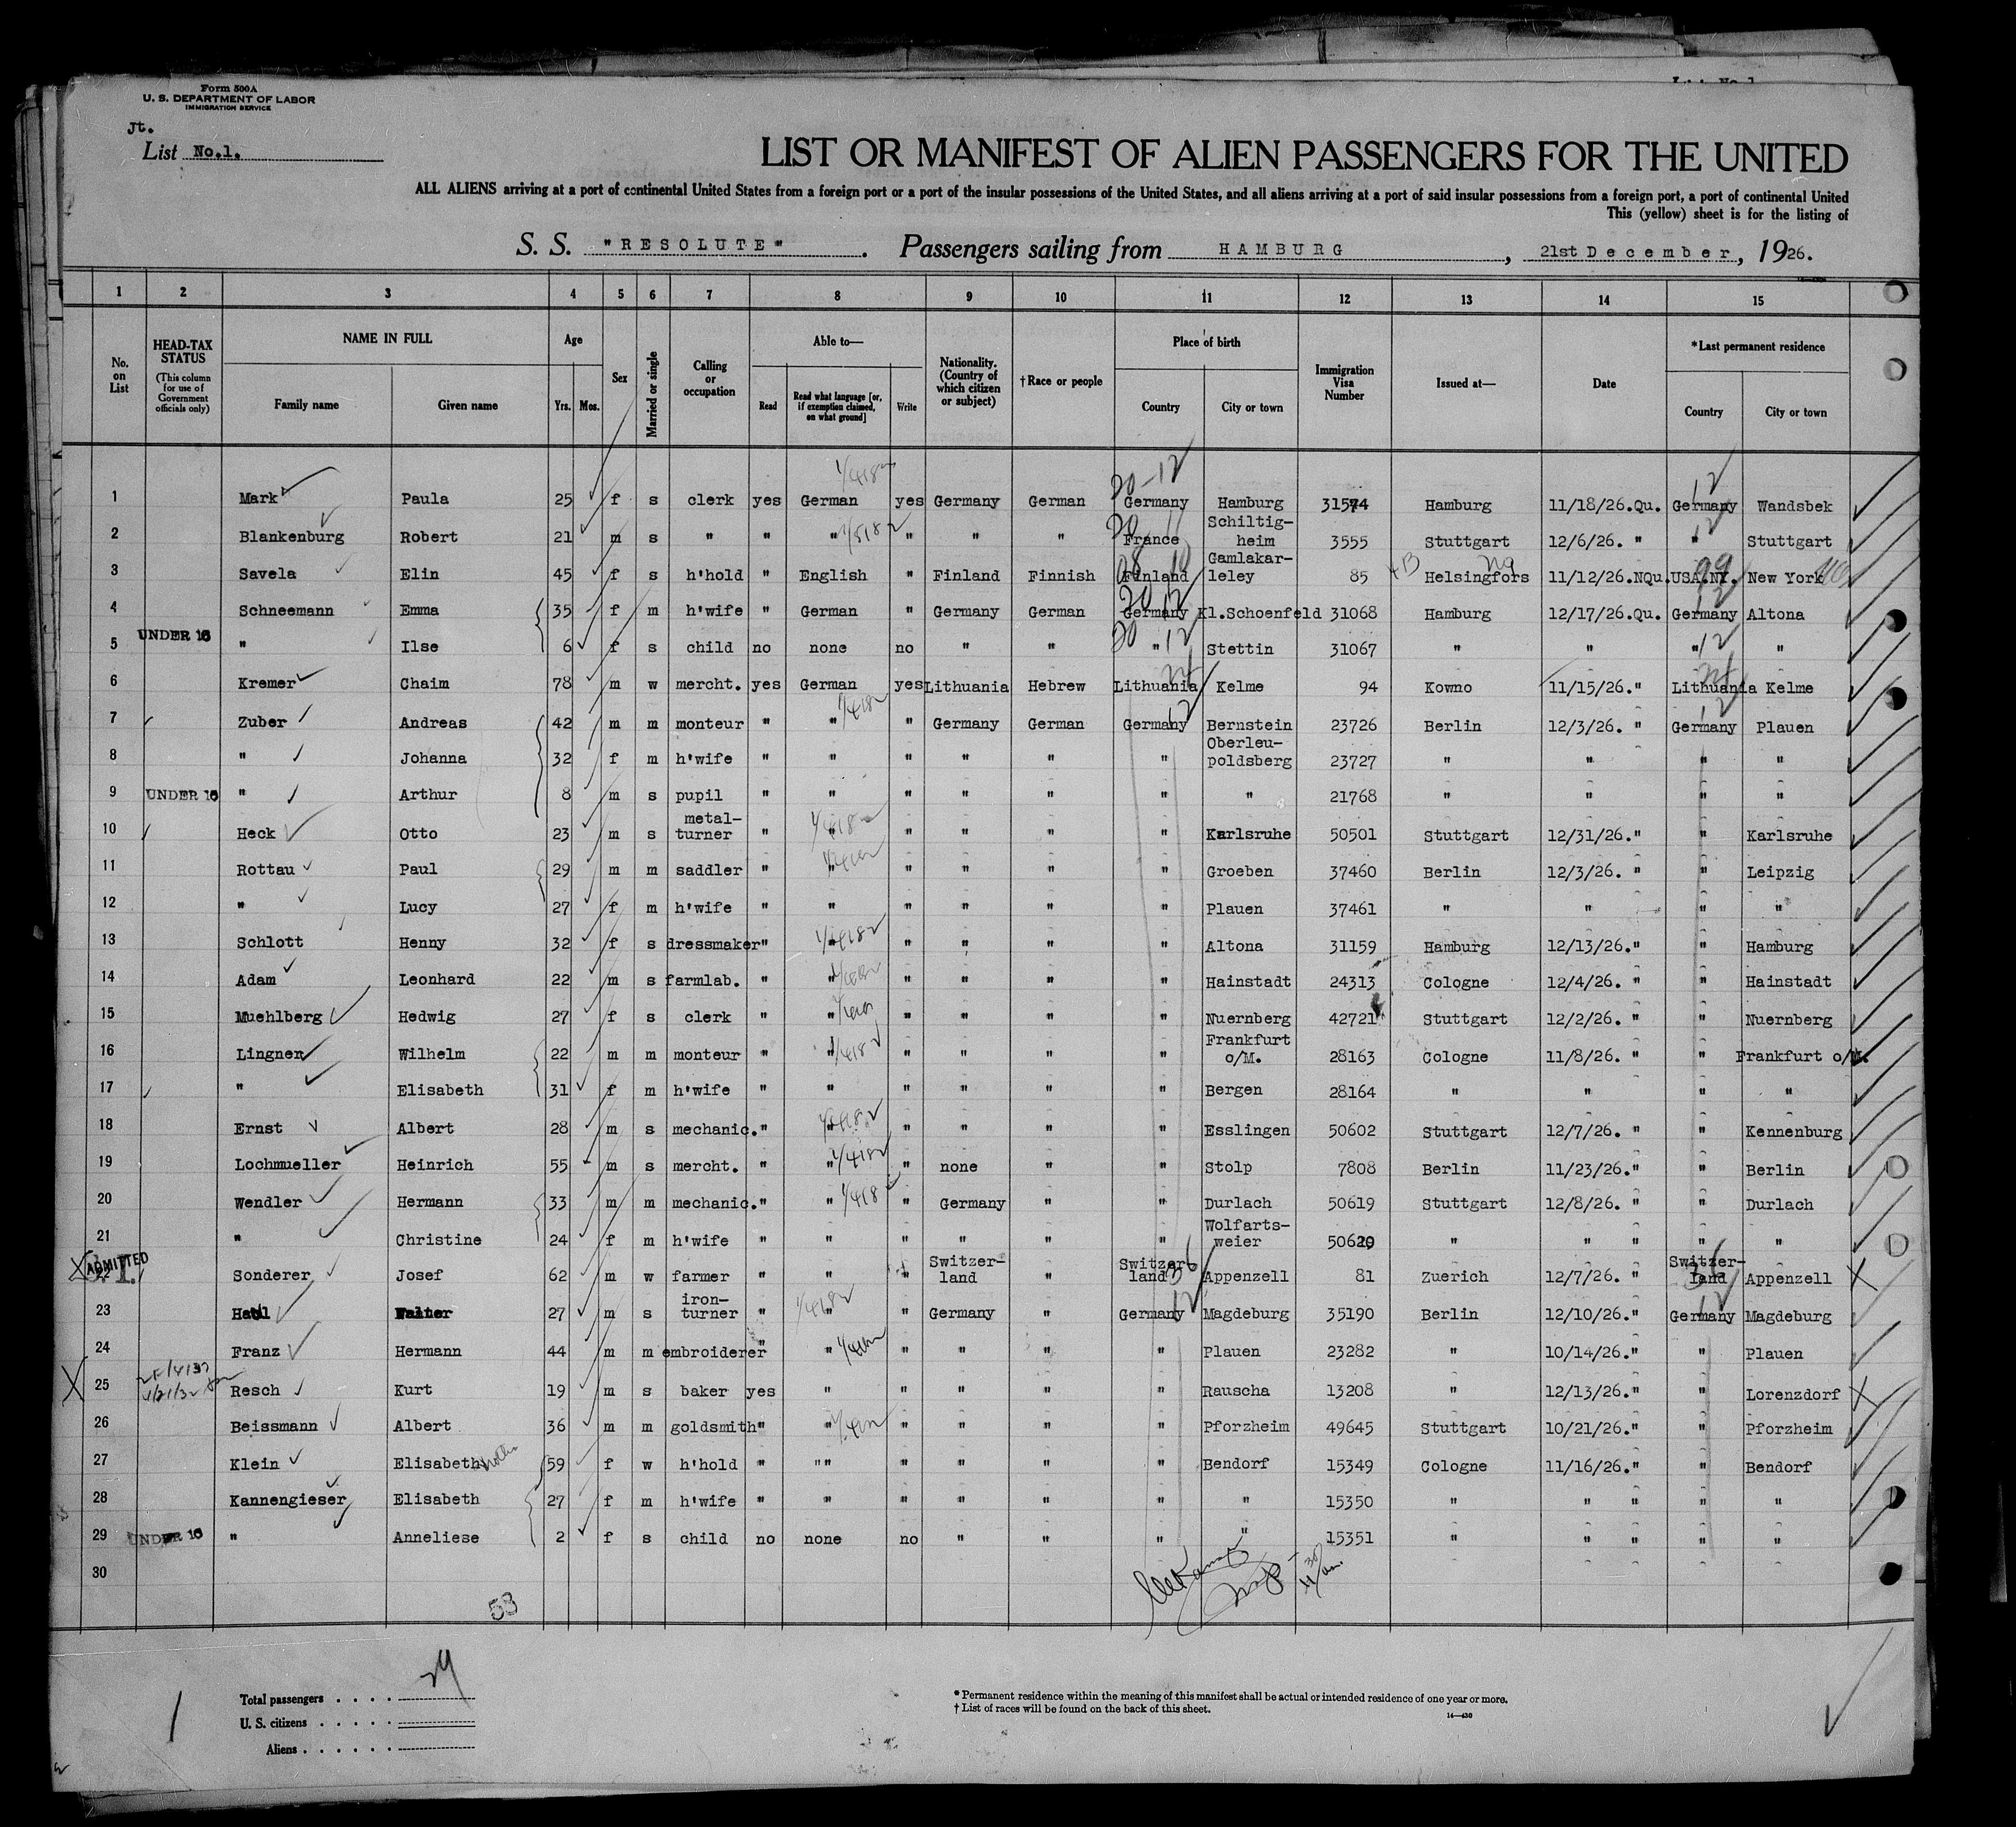 Form 500A
U. S. DEPARTMENT OF LABOR
IMMIGRATION SERVICE
Jt.
List No.1.
LIST OR MANIFEST OF ALIEN PASSENGERS FOR THE UNITED
ALL ALIENS arriving at a port of continental United States from a foreign port or a port of the insular possessions of the United States, and all aliens arriving at a port of said insular possessions from a foreign port, a port of continental United
This (yellow) sheet is for the listing of
S. S. "RESOLUTE". Passengers sailing from HAMBURG, 21st December, 1926.
1 2 3 4 5 6 7 8 9 10 11 12 13 14 15
No. on List
HEAD-TAX STATUS (This column for use of Government officials only)
NAME IN FULL Family name Given name
Age Yrs. Mos.
Sex
Married or single
Calling or occupation
Able to— Read Read what language [or, if exemption claimed, on what ground] Write
Nationality. (Country of which citizen or subject)
†Race or people
Place of birth Country City or town
Immigration Visa Number
Issued at—
Date
*Last permanent residence Country City or town
1 Mark Paula 25 f s clerk yes German yes Germany German Germany Hamburg 31574 Hamburg 11/18/26.Qu. Germany Wandsbek
2 Blankenburg Robert 21 m s " " " " " " France Schiltig-heim 3555 Stuttgart 12/6/26. " " Stuttgart
3 Savela Elin 45 f s h'hold " English " Finland Finnish Finland Gamlakar-leley 85 Helsingfors 11/12/26.NQu. USA.NY. New York
4 Schneemann Emma 35 f m h'wife " German " Germany German Germany Kl.Schoenfeld 31068 Hamburg 12/17/26.Qu. Germany Altona
5 UNDER 16 " Ilse 6 f s child no none no " " " Stettin 31067 " " " "
6 Kremer Chaim 78 m w mercht. yes German yes Lithuania Hebrew Lithuania Kelme 94 Kowno 11/15/26." Lithuania Kelme
7 Zuber Andreas 42 m m monteur " " " Germany German Germany Bernstein 23726 Berlin 12/3/26. " Germany Plauen
8 " Johanna 32 f m h'wife " " " " " " Oberleu-poldsberg 23727 " " " "
9 UNDER 16 " Arthur 8 m s pupil " " " " " " " 21768 " " " "
10 Heck Otto 23 m s metal-turner " " " " " " Karlsruhe 50501 Stuttgart 12/31/26." " Karlsruhe
11 Rottau Paul 29 m m saddler " " " " " " Groeben 37460 Berlin 12/3/26. " " Leipzig
12 " Lucy 27 f m h'wife " " " " " " Plauen 37461 " " " "
13 Schlott Henny 32 f s dressmaker " " " " " " Altona 31159 Hamburg 12/13/26." " Hamburg
14 Adam Leonhard 22 m s farmlab. " " " " " " Hainstadt 24313 Cologne 12/4/26. " " Hainstadt
15 Muehlberg Hedwig 27 f s clerk " " " " " " Nuernberg 42721 Stuttgart 12/2/26. " " Nuernberg
16 Lingner Wilhelm 22 m m monteur " " " " " " Frankfurt o/M. 28163 Cologne 11/8/26. " " Frankfurt o/M.
17 " Elisabeth 31 f m h'wife " " " " " " Bergen 28164 " " " "
18 Ernst Albert 28 m s mechanic. " " " " " " Esslingen 50602 Stuttgart 12/7/26. " " Kennenburg
19 Lochmueller Heinrich 55 m s mercht. " " " none " " Stolp 7808 Berlin 11/23/26." " Berlin
20 Wendler Hermann 33 m m mechanic. " " " Germany " " Durlach 50619 Stuttgart 12/8/26. " " Durlach
21 " Christine 24 f m h'wife " " " " " " Wolfarts-weier 50620 " " " " "
ADMITTED
22 Sonderer Josef 62 m w farmer " " " Switzer-land " Switzer-land Appenzell 81 Zuerich 12/7/26. " Switzer-land Appenzell
23 Walter 27 m s iron-turner " " " Germany " Germany Magdeburg 35190 Berlin 12/10/26." Germany Magdeburg
24 Franz Hermann 44 m m embroiderer " " " " " " Plauen 23282 " 10/14/26." " Plauen
25 Resch Kurt 19 m s baker yes " " " " " Rauscha 13208 " 12/13/26." " Lorenzdorf
26 Beissmann Albert 36 m m goldsmith " " " " " " Pforzheim 49645 Stuttgart 10/21/26." " Pforzheim
27 Klein Elisabeth 59 f w h'hold " "" " " " " Bendorf 15349 Cologne 11/16/26." " Bendorf
28 Kannengieser Elisabeth 27 f m h'wife " " " " " " " 15350 " " " " "
29 UNDER 16 " Anneliese 2 f s child no none no " " " " 15351 " " " " "
30
53
Total passengers . . . . 29
U. S. citizens . . . . .
Aliens . . . . . .
* Permanent residence within the meaning of this manifest shall be actual or intended residence of one year or more.
† List of races will be found on the back of this sheet.
14—430